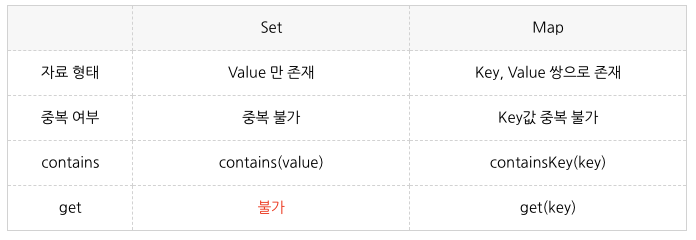 Set Map
자료 형태 Value 만 존재 Key, Value 쌍으로 존재
중복 여부 중복 불가 Key값 중복 불가
contains contains(value) containsKey(key)
get 불가 get(key)